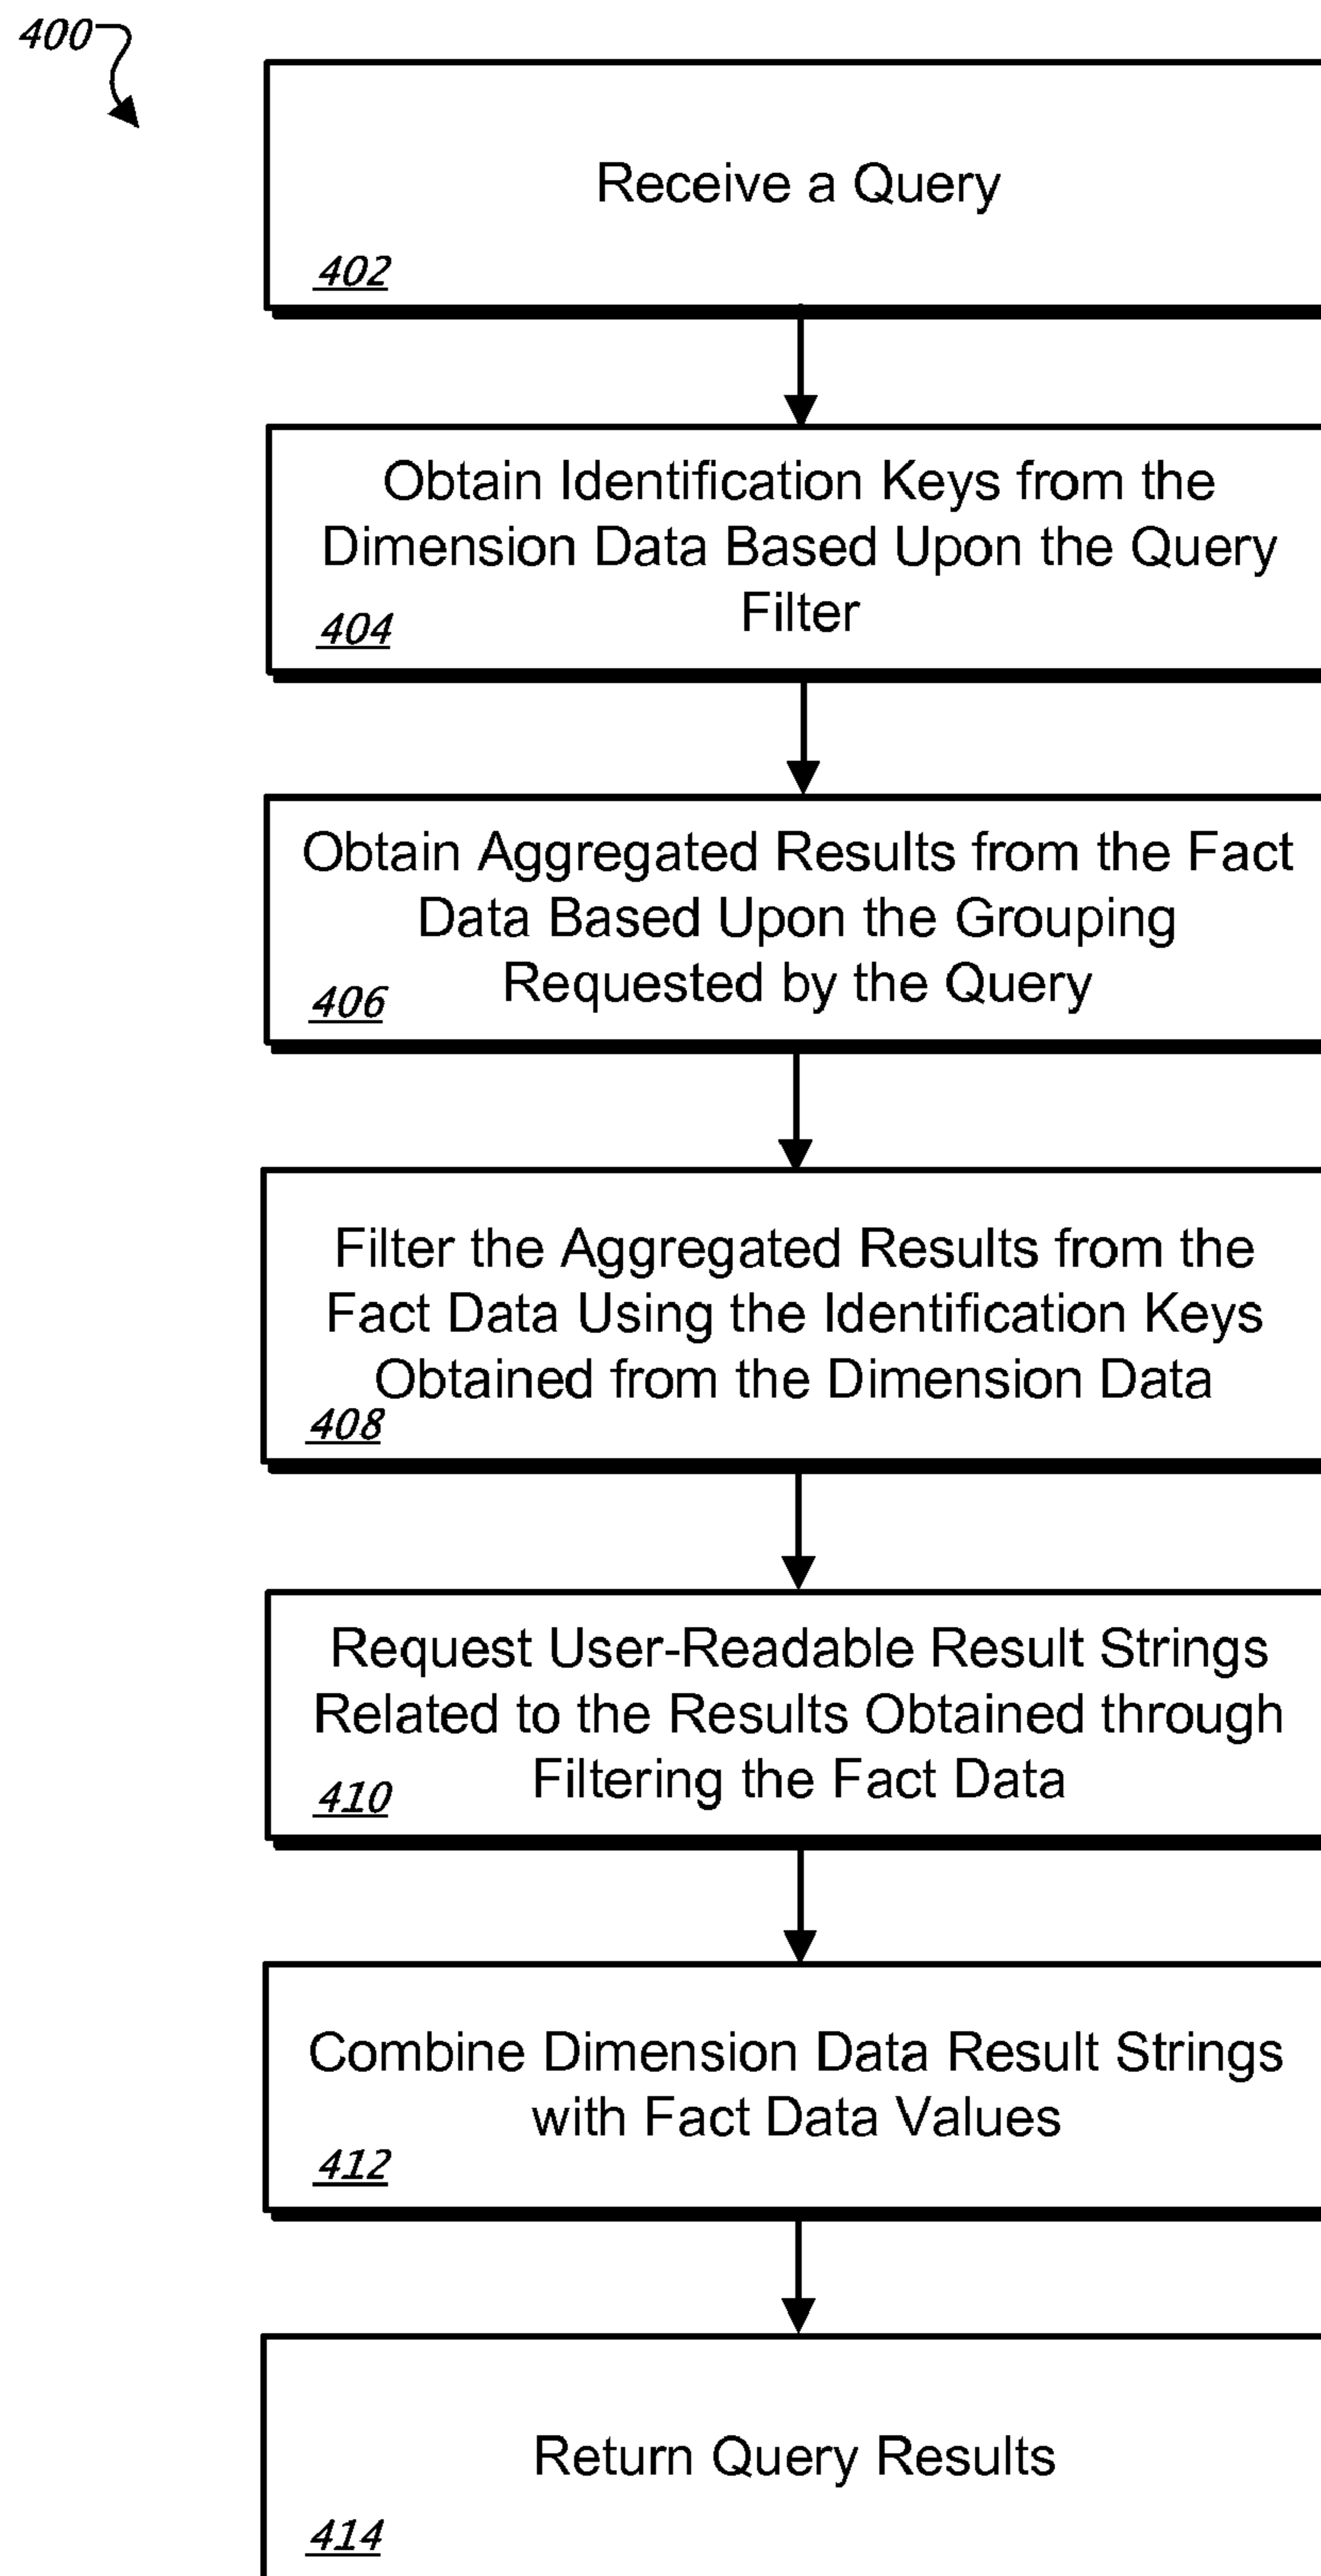 400
Receive a Query
402
Obtain Identification Keys from the
Dimension Data Based Upon the Query
Filter
404
Obtain Aggregated Results from the Fact
Data Based Upon the Grouping
Requested by the Query
406
Filter the Aggregated Results from the
Fact Data Using the Identification Keys
Obtained from the Dimension Data
408
Request User-Readable Result Strings
Related to the Results Obtained through
Filtering the Fact Data
410
Combine Dimension Data Result Strings
with Fact Data Values
412
Return Query Results
414